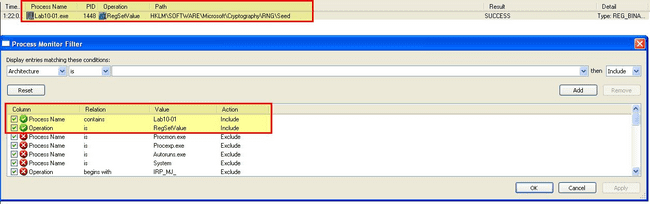 Time... Process Name PID Operation Path Result Detail
1:22:0 Lab10-01.exe 1448 RegSetValue HKLM\SOFTWARE\Microsoft\Cryptography\RNG\Seed SUCCESS Type: REG_BINA...
Process Monitor Filter
Display entries matching these conditions:
Architecture is then Include
Reset Add Remove
Column Relation Value Action
Process Name contains Lab10-01 Include
Operation is RegSetValue Include
Process Name is Procmon.exe Exclude
Process Name is Procexp.exe Exclude
Process Name is Autoruns.exe Exclude
Process Name is System Exclude
Operation begins with IRP_MJ_ Exclude
OK Cancel Apply